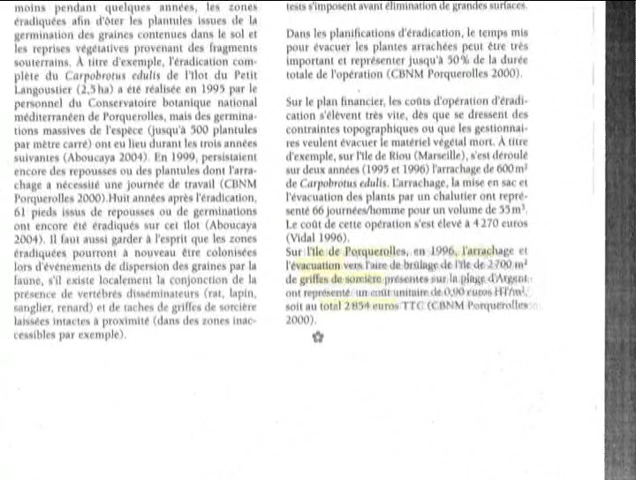 moins pendant quelques années, les zones
éradiquées afin d'ôter les plantules issues de la
germination des graines contenues dans le sol et
les reprises végétatives provenant des fragments
souterrains. À titre d'exemple, l'éradication com-
plète du Carpobrotus edulis de l'îlot du Petit
Langoustier (2,5 ha) a été réalisée en 1995 par le
personnel du Conservatoire botanique national
méditerranéen de Porquerolles, mais des germina-
tions massives de l'espèce (jusqu'à 500 plantules
par mètre carré) ont eu lieu durant les trois années
suivantes (Aboucaya 2004). En 1999, persistaient
encore des repousses ou des plantules dont l'arra-
chage a nécessité une journée de travail (CBNM
Porquerolles 2000).Huit années après l'éradication,
61 pieds issus de repousses ou de germinations
ont encore été éradiqués sur cet îlot (Aboucaya
2004). Il faut aussi garder à l'esprit que les zones
éradiquées pourront à nouveau être colonisées
lors d'événements de dispersion des graines par la
faune, s'il existe localement la conjonction de la
présence de vertébrés disséminateurs (rat, lapin,
sanglier, renard) et de taches de griffes de sorcière
laissées intactes à proximité (dans des zones inac-
cessibles par exemple).
tests s'imposent avant élimination de grandes surfaces.
Dans les planifications d'éradication, le temps mis
pour évacuer les plantes arrachées peut être très
important et représenter jusqu'à 50 % de la durée
totale de l'opération (CBNM Porquerolles 2000).
Sur le plan financier, les coûts d'opération d'éradi-
cation s'élèvent très vite, dès que se dressent des
contraintes topographiques ou que les gestionnai-
res veulent évacuer le matériel végétal mort. À titre
d'exemple, sur l'île de Riou (Marseille), s'est déroulé
sur deux années (1995 et 1996) l'arrachage de 600 m²
de Carpobrotus edulis. L'arrachage, la mise en sac et
l'évacuation des plants par un chalutier ont repré-
senté 66 journées/homme pour un volume de 55 m³.
Le coût de cette opération s'est élevé à 4 270 euros
(Vidal 1996).
Sur l'île de Porquerolles, en 1996, l'arrachage et
l'évacuation vers l'aire de brûlage de l'île de 2 700 m²
de griffes de sorcière présentes sur la plage d'Argent
ont représenté un coût unitaire de 0,90 euros HT/m²,
soit au total 2 854 euros TTC (CBNM Porquerolles
2000).